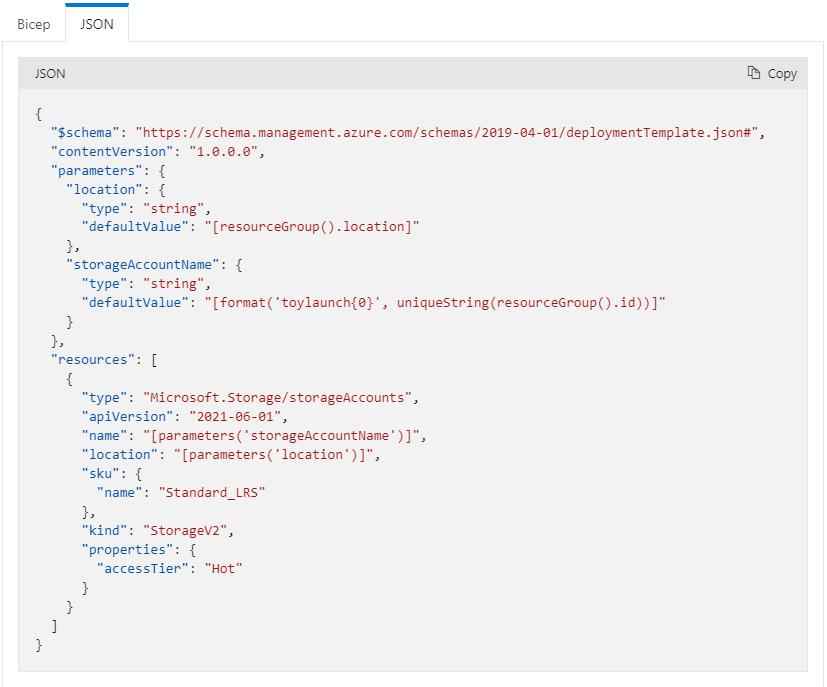 Bicep JSON
JSON Copy
{
  "$schema": "https://schema.management.azure.com/schemas/2019-04-01/deploymentTemplate.json#",
  "contentVersion": "1.0.0.0",
  "parameters": {
    "location": {
      "type": "string",
      "defaultValue": "[resourceGroup().location]"
    },
    "storageAccountName": {
      "type": "string",
      "defaultValue": "[format('toylaunch{0}', uniqueString(resourceGroup().id))]"
    }
  },
  "resources": [
    {
      "type": "Microsoft.Storage/storageAccounts",
      "apiVersion": "2021-06-01",
      "name": "[parameters('storageAccountName')]",
      "location": "[parameters('location')]",
      "sku": {
        "name": "Standard_LRS"
      },
      "kind": "StorageV2",
      "properties": {
        "accessTier": "Hot"
      }
    }
  ]
}